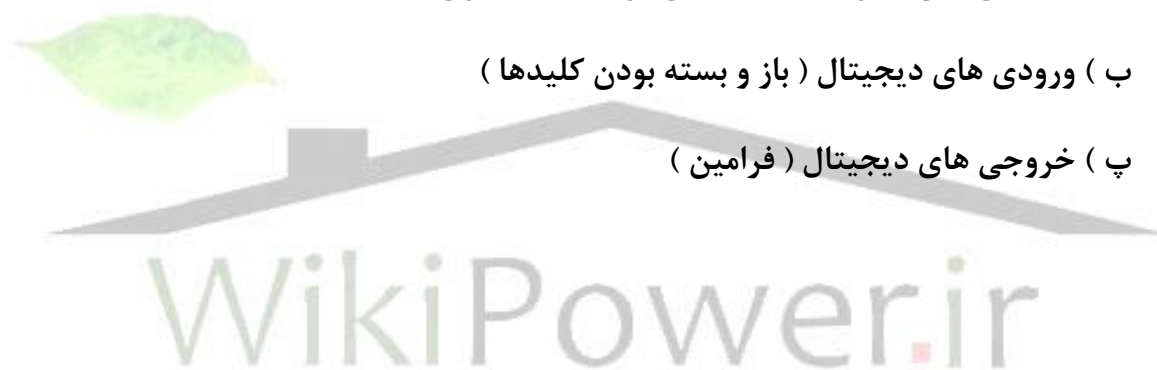 ب ) ورودی های دیجیتال ( باز و بسته بودن کلیدها )
پ ) خروجی های دیجیتال ( فرامین )
WikiPower.ir